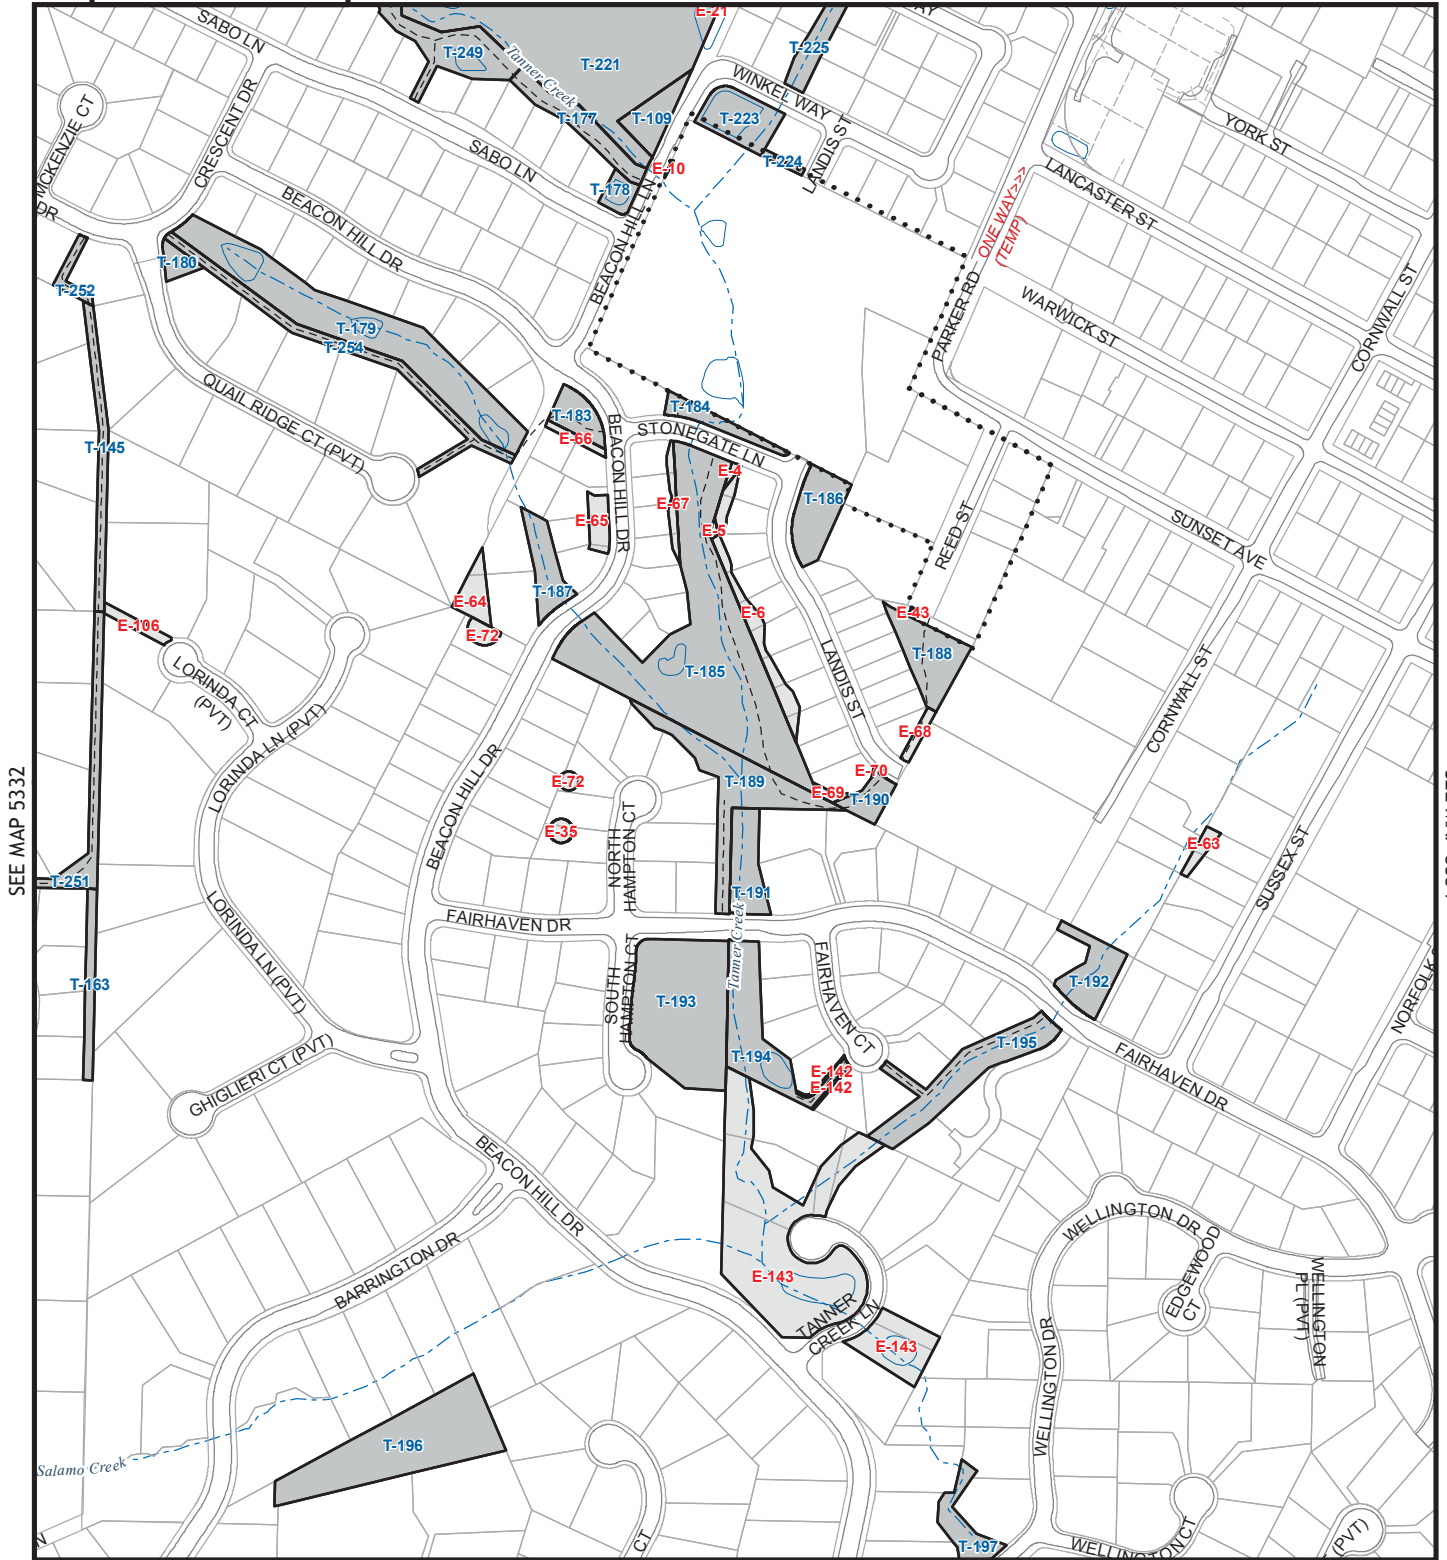 E-21
AY
SABO LN
T-249
Tanner Creek
T-221
T-225
WINKEL WAY
MCKENZIE CT
CRESCENT DR
T-177
T-109
T-223
YORK ST
SABO LN
LANDIS ST
T-224
E-10
LANCASTER ST
T-178
DR
BEACON HILL DR
BEACON HILL LN
ONE WAY>>>
(TEMP)
T-180
T-252
PARKER RD
WARWICK ST
CORNWALL ST
T-179
T-254
QUAIL RIDGE CT (PVT)
T-183
T-184
E-66
BEACON HILL DR
STONEGATE LN
T-145
E-4
T-186
E-67
E-65
E-5
REED ST
SUNSET AVE
T-187
E-64
E-72
E-6
E-43
E-106
T-188
LORINDA CT
(PVT)
T-185
LANDIS ST
CORNWALL ST
LORINDA LN (PVT)
E-68
SEE MAP 5332
BEACON HILL DR
E-72
T-189
E-70
E-69
T-190
E-35
NORTH
HAMPTON CT
E-63
SUSSEX ST
T-251
T-191
LORINDA LN (PVT)
FAIRHAVEN DR
Tanner Creek
T-163
SOUTH
HAMPTON CT
T-193
FAIRHAVEN CT
T-192
NORFOLK
T-194
T-195
E-142
E-142
GHIGLIERI CT (PVT)
FAIRHAVEN DR
BEACON HILL DR
WELLINGTON DR
BARRINGTON DR
EDGEWOOD
CT
WELLINGTON
PL (PVT)
E-143
TANNER
CREEK LN
E-143
WELLINGTON DR
T-196
Salamo Creek
CT
T-197
WELLINGTON CT
(PVT)
N